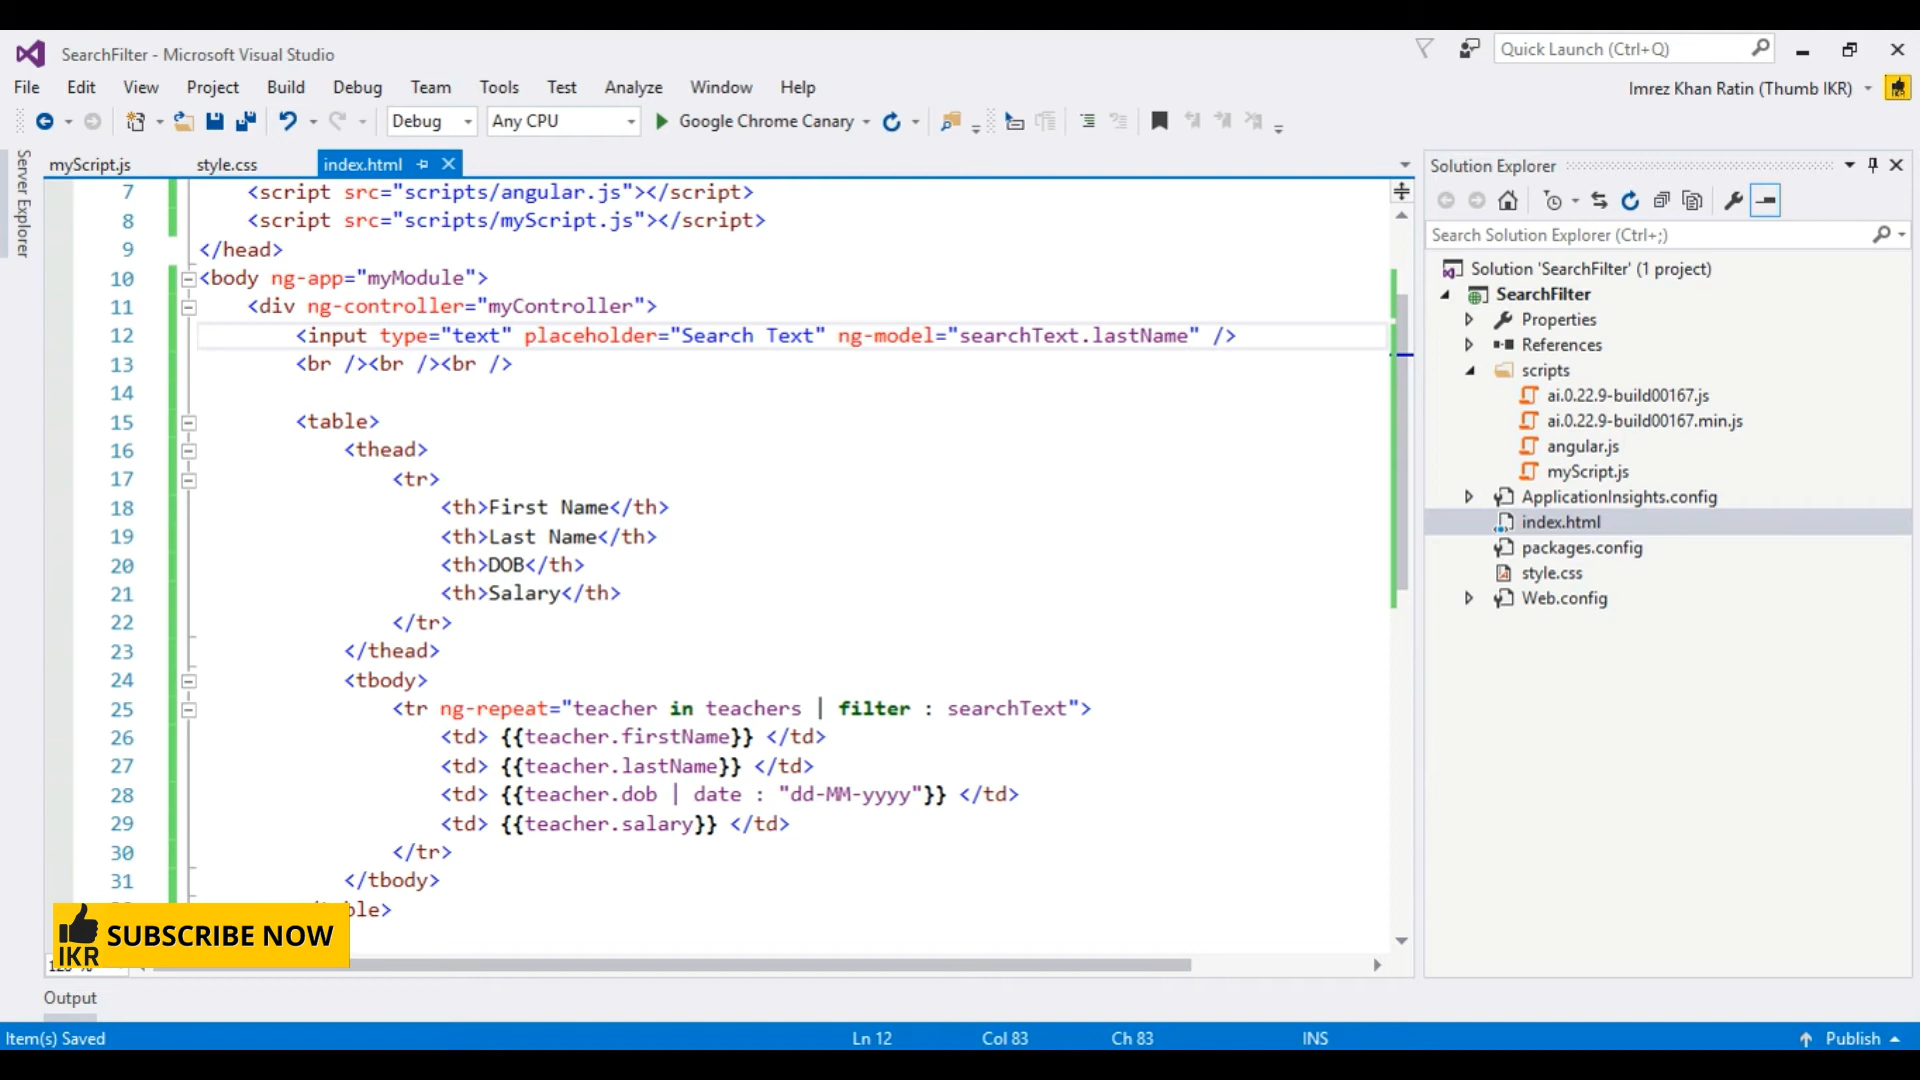 SearchFilter - Microsoft Visual Studio
Quick Launch (Ctrl+Q)
File Edit View Project Build Debug Team Tools Test Analyze Window Help
Imrez Khan Ratin (Thumb IKR)
Debug Any CPU Google Chrome Canary
Server Explorer
myScript.js style.css index.html
7 <script src="scripts/angular.js"></script>
8 <script src="scripts/myScript.js"></script>
9 </head>
10 <body ng-app="myModule">
11 <div ng-controller="myController">
12 <input type="text" placeholder="Search Text" ng-model="searchText.lastName" />
13 <br /><br /><br />
14
15 <table>
16 <thead>
17 <tr>
18 <th>First Name</th>
19 <th>Last Name</th>
20 <th>DOB</th>
21 <th>Salary</th>
22 </tr>
23 </thead>
24 <tbody>
25 <tr ng-repeat="teacher in teachers | filter : searchText">
26 <td> {{teacher.firstName}} </td>
27 <td> {{teacher.lastName}} </td>
28 <td> {{teacher.dob | date : "dd-MM-yyyy"}} </td>
29 <td> {{teacher.salary}} </td>
30 </tr>
31 </tbody>
ble>
IKR SUBSCRIBE NOW
Solution Explorer
Search Solution Explorer (Ctrl+;)
Solution 'SearchFilter' (1 project)
SearchFilter
Properties
References
scripts
ai.0.22.9-build00167.js
ai.0.22.9-build00167.min.js
angular.js
myScript.js
ApplicationInsights.config
index.html
packages.config
style.css
Web.config
Output
Item(s) Saved Ln 12 Col 83 Ch 83 INS Publish